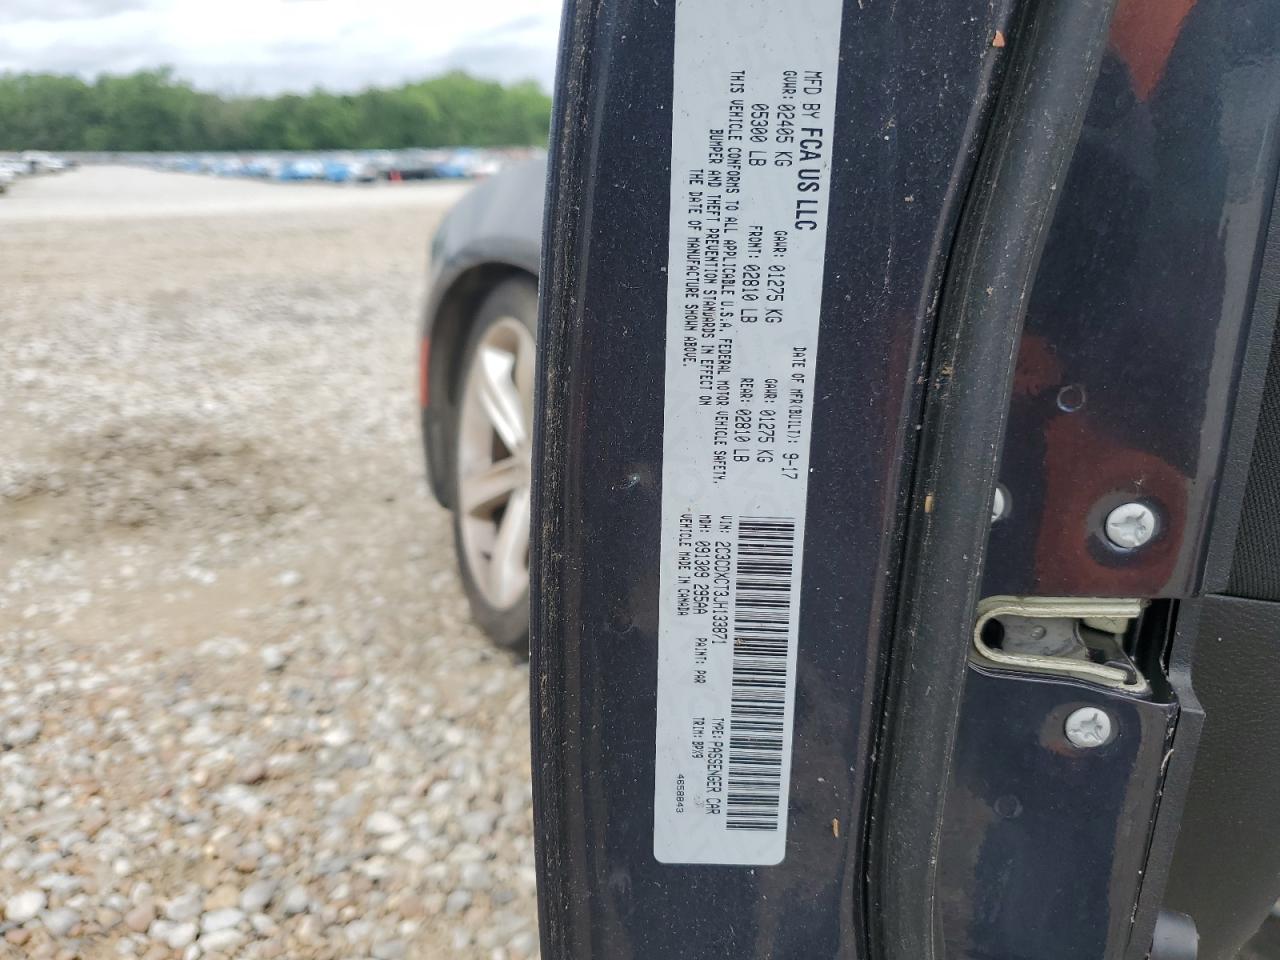 MFD BY FCA US LLC
DATE OF MFR(BUILT): 9-17
GVWR: 02405 KG GAWR: 01275 KG GAWR: 01275 KG
05300 LB FRONT: 02810 LB REAR: 02810 LB
THIS VEHICLE CONFORMS TO ALL APPLICABLE U.S.A. FEDERAL MOTOR VEHICLE SAFETY,
BUMPER AND THEFT PREVENTION STANDARDS IN EFFECT ON
THE DATE OF MANUFACTURE SHOWN ABOVE.
VIN: 2C3CDXCT3JH133871 TYPE: PASSENGER CAR
MDH: 091309 295AA PAINT: PAR TRIM: BPX9
VEHICLE MADE IN CANADA 4658843